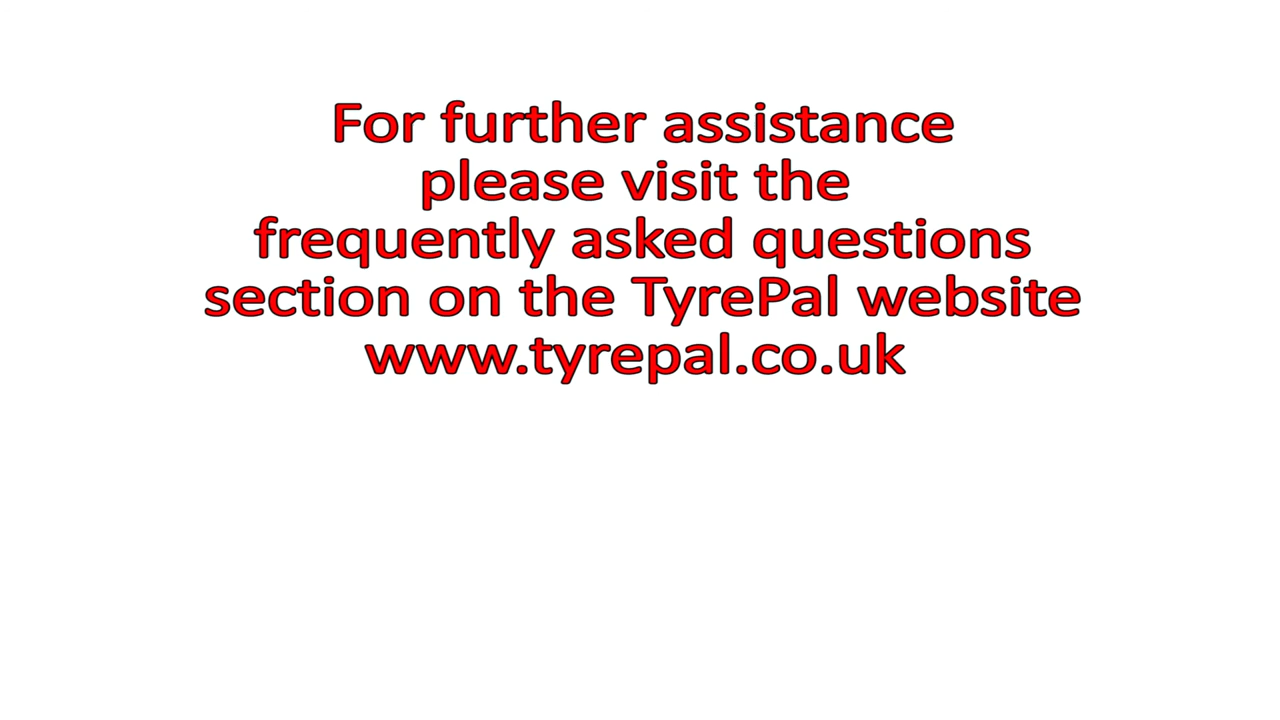 For further assistance
please visit the
frequently asked questions
section on the TyrePal website
www.tyrepal.co.uk